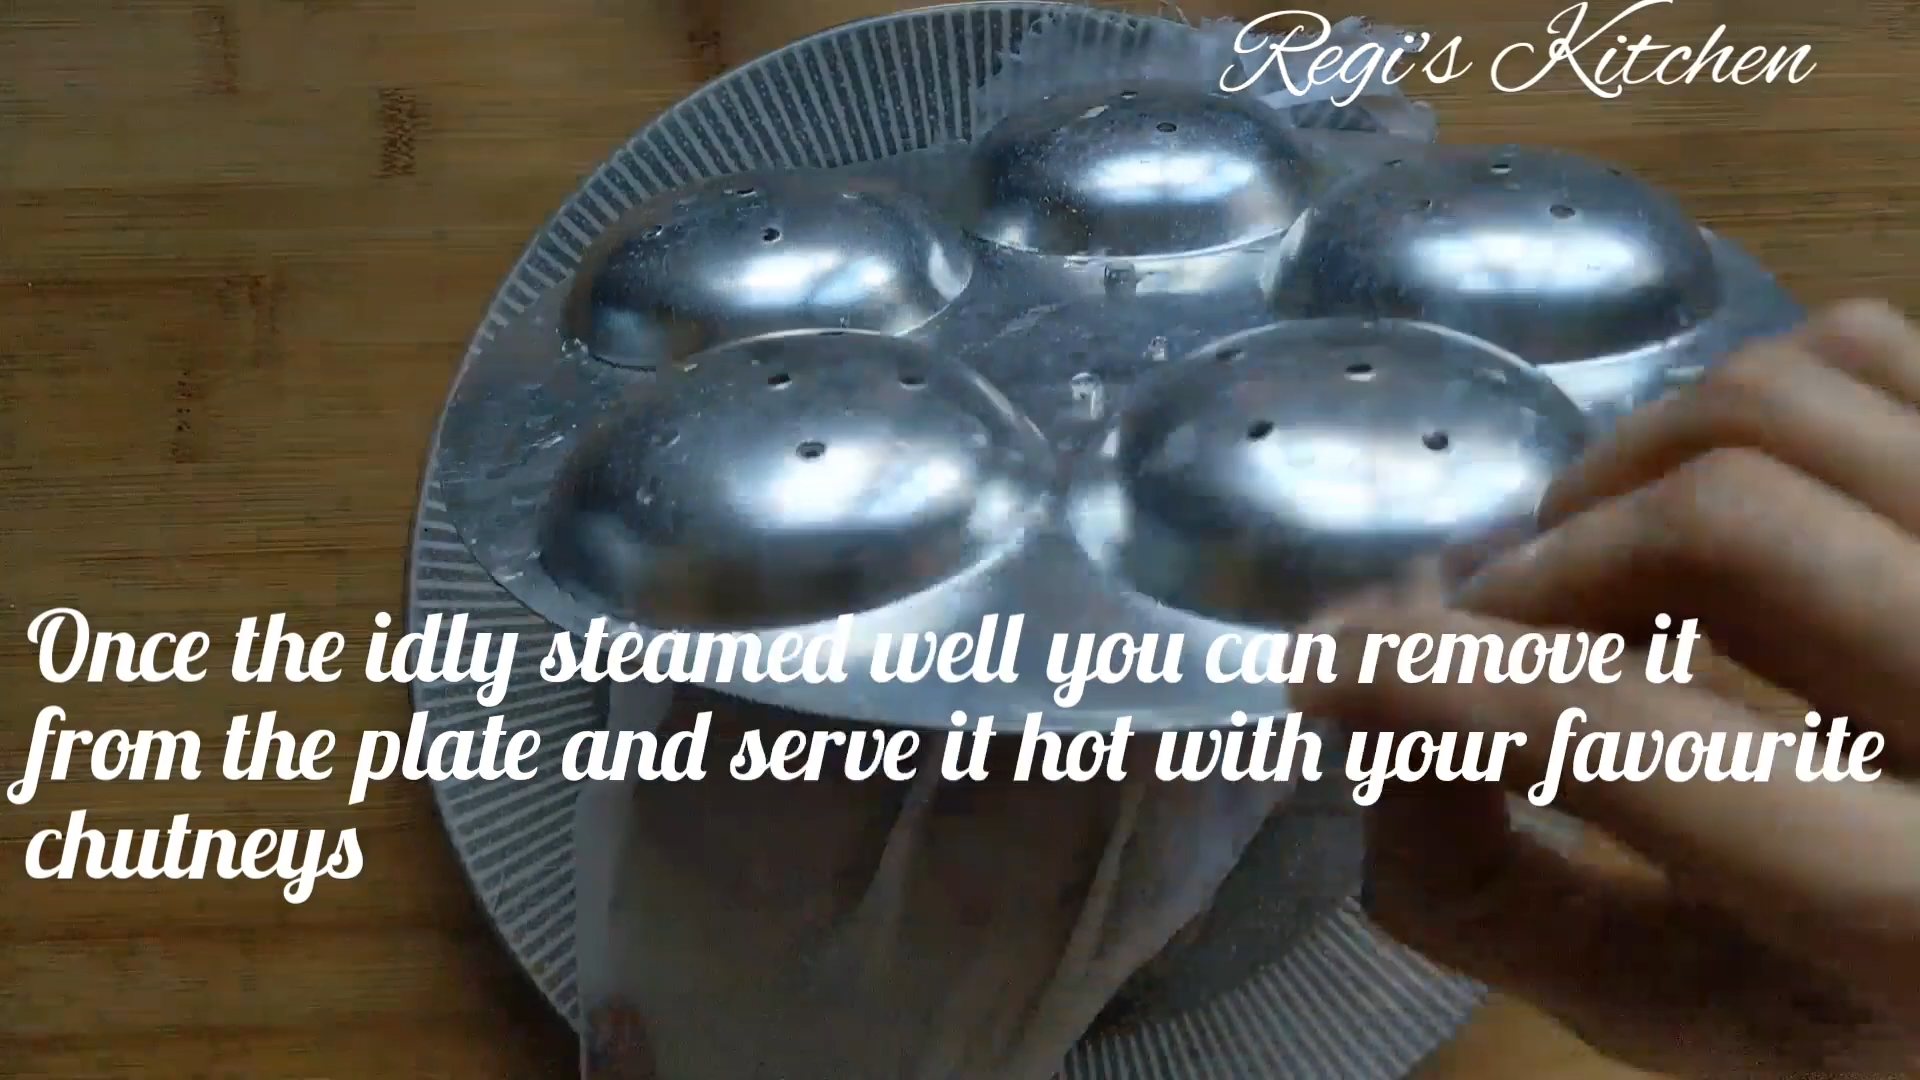 Regi's Kitchen
Once the idly steamed well you can remove it
from the plate and serve it hot with your favourite
chutneys